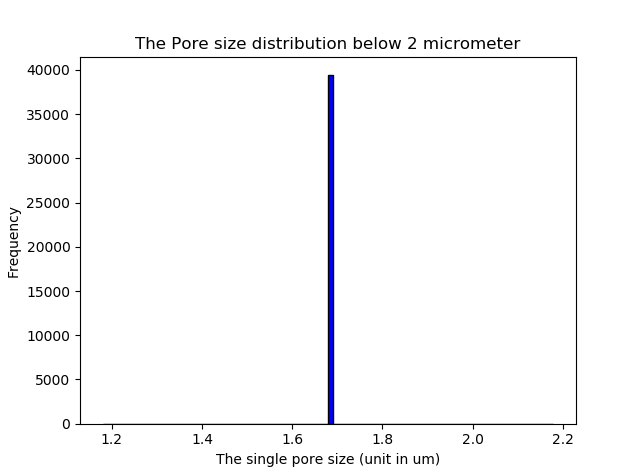 The Pore size distribution below 2 micrometer
40000
35000
30000
25000
20000
15000
10000
5000
0
Frequency
1.2 1.4 1.6 1.8 2.0 2.2
The single pore size (unit in um)